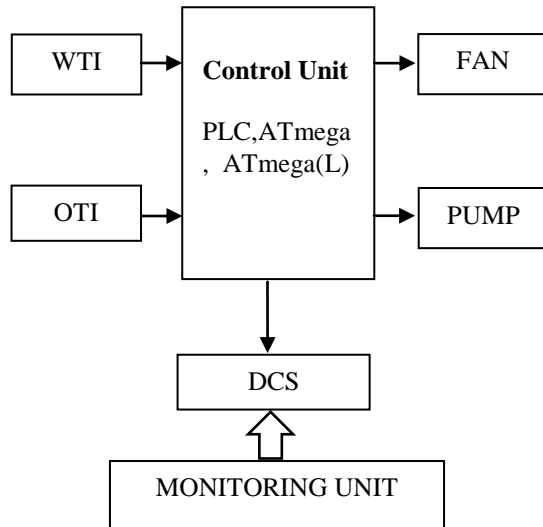 WTI
Control Unit
FAN
PLC,ATmega
, ATmega(L)
OTI
PUMP
DCS
MONITORING UNIT